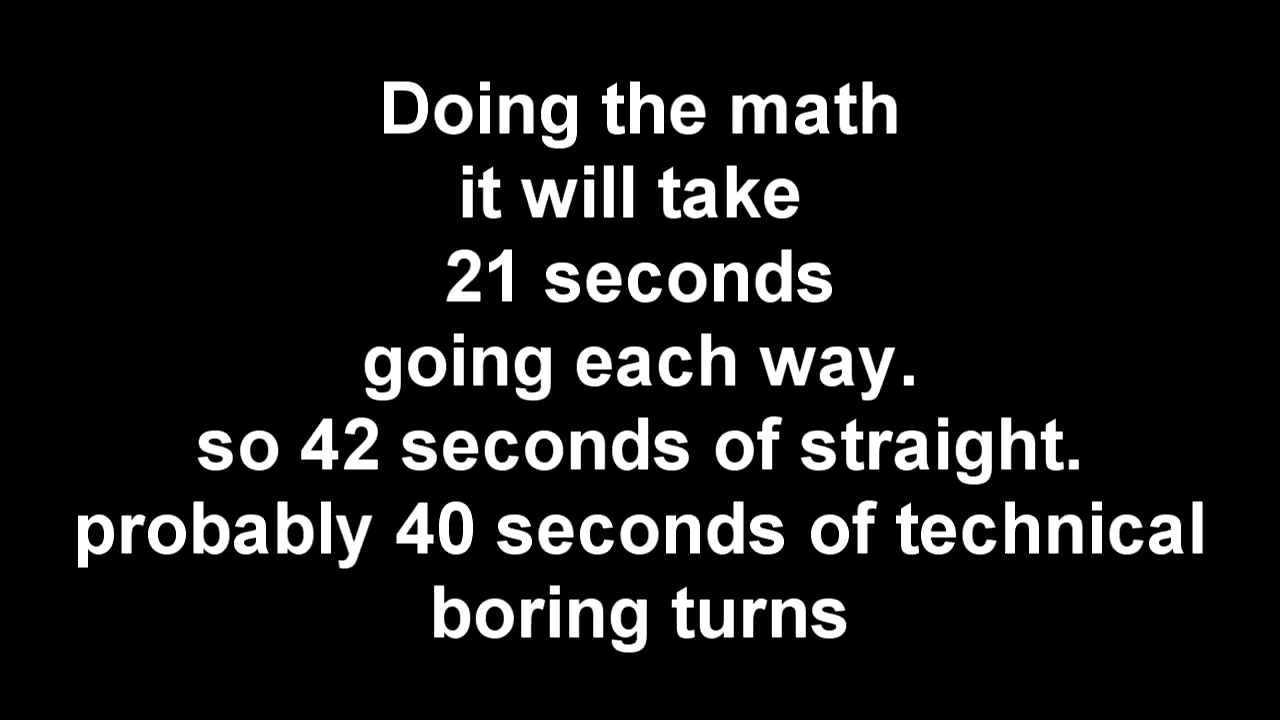 Doing the math
it will take
21 seconds
going each way.
so 42 seconds of straight.
probably 40 seconds of technical
boring turns